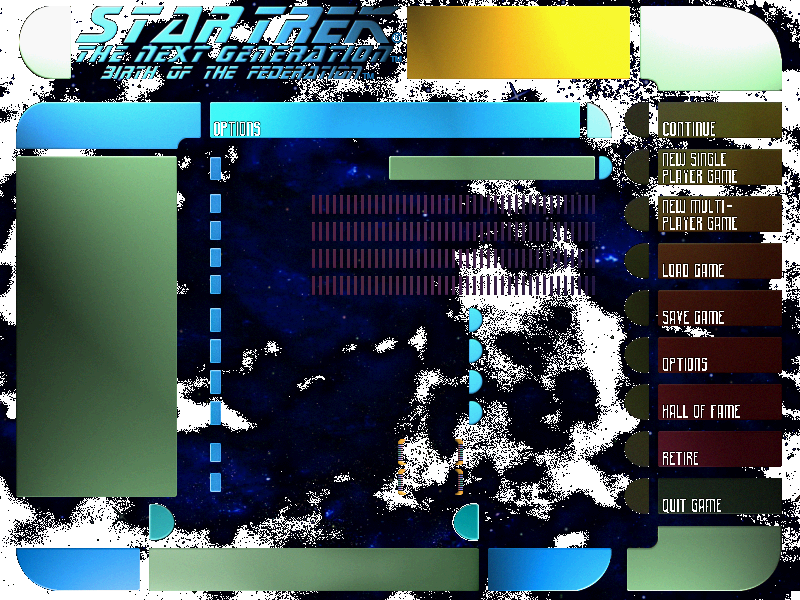 STAR TREK
THE NEXT GENERATION
BIRTH OF THE FEDERATION
OPTIONS
CONTINUE
NEW SINGLE
PLAYER GAME
NEW MULTI-
PLAYER GAME
LOAD GAME
SAVE GAME
OPTIONS
HALL OF FAME
RETIRE
QUIT GAME